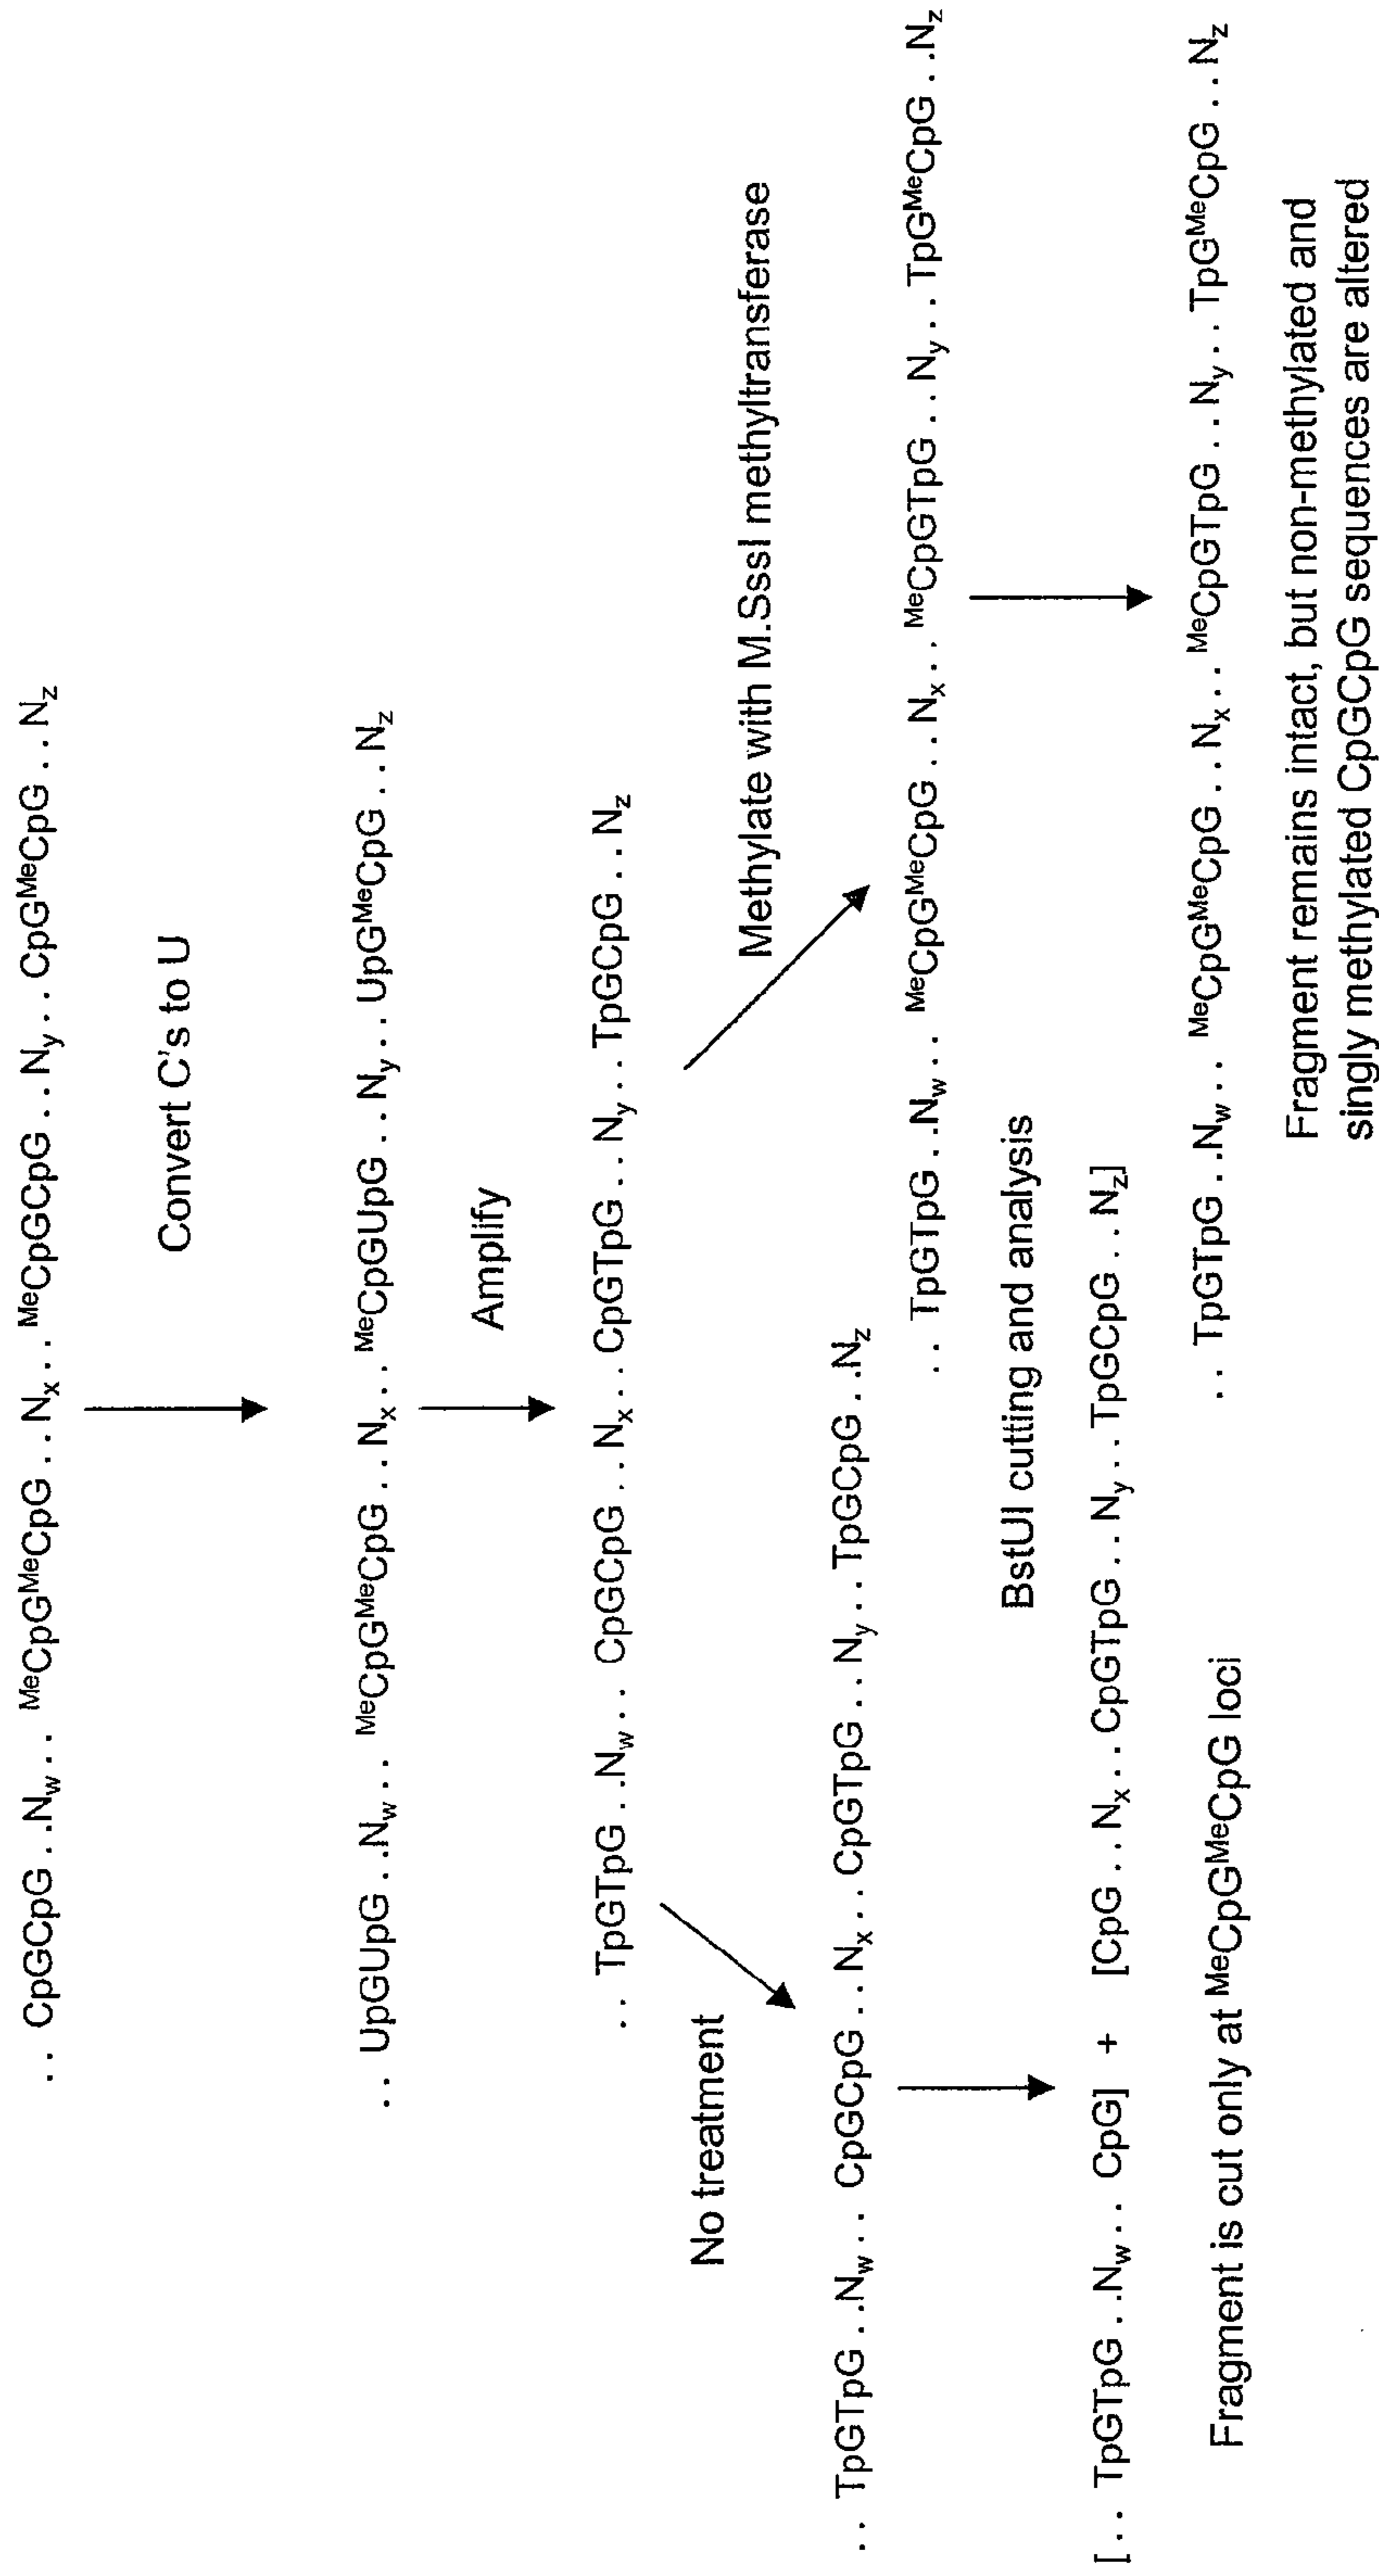 . . CpGCpG . .Nw. . MeCpGMeCpG . .Nx. . MeCpGCpG . .Ny. . CpGMeCpG . .Nz
Convert C's to U
. . UpGUpG . .Nw. . MeCpGMeCpG . .Nx. . MeCpGUpG . .Ny. . UpGMeCpG . .Nz
Amplify
. . TpGTpG . .Nw. . CpGCpG . .Nx. . CpGTpG . .Ny. . TpGCpG . .Nz
No treatment
Methylate with M.SssI methyltransferase
. . TpGTpG . .Nw. . CpGCpG . .Nx. . CpGTpG . .Ny. . TpGCpG . .Nz
. . TpGTpG . .Nw. . MeCpGMeCpG . .Nx. . MeCpGTpG . .Ny. . TpGMeCpG . .Nz
BstUI cutting and analysis
[. . TpGTpG . .Nw. . CpG] + [CpG . .Nx. . CpGTpG . .Ny. . TpGCpG . .Nz]
. . TpGTpG . .Nw. . MeCpGMeCpG . .Nx. . MeCpGTpG . .Ny. . TpGMeCpG . .Nz
Fragment is cut only at MeCpGMeCpG loci
Fragment remains intact, but non-methylated and
singly methylated CpGCpG sequences are altered